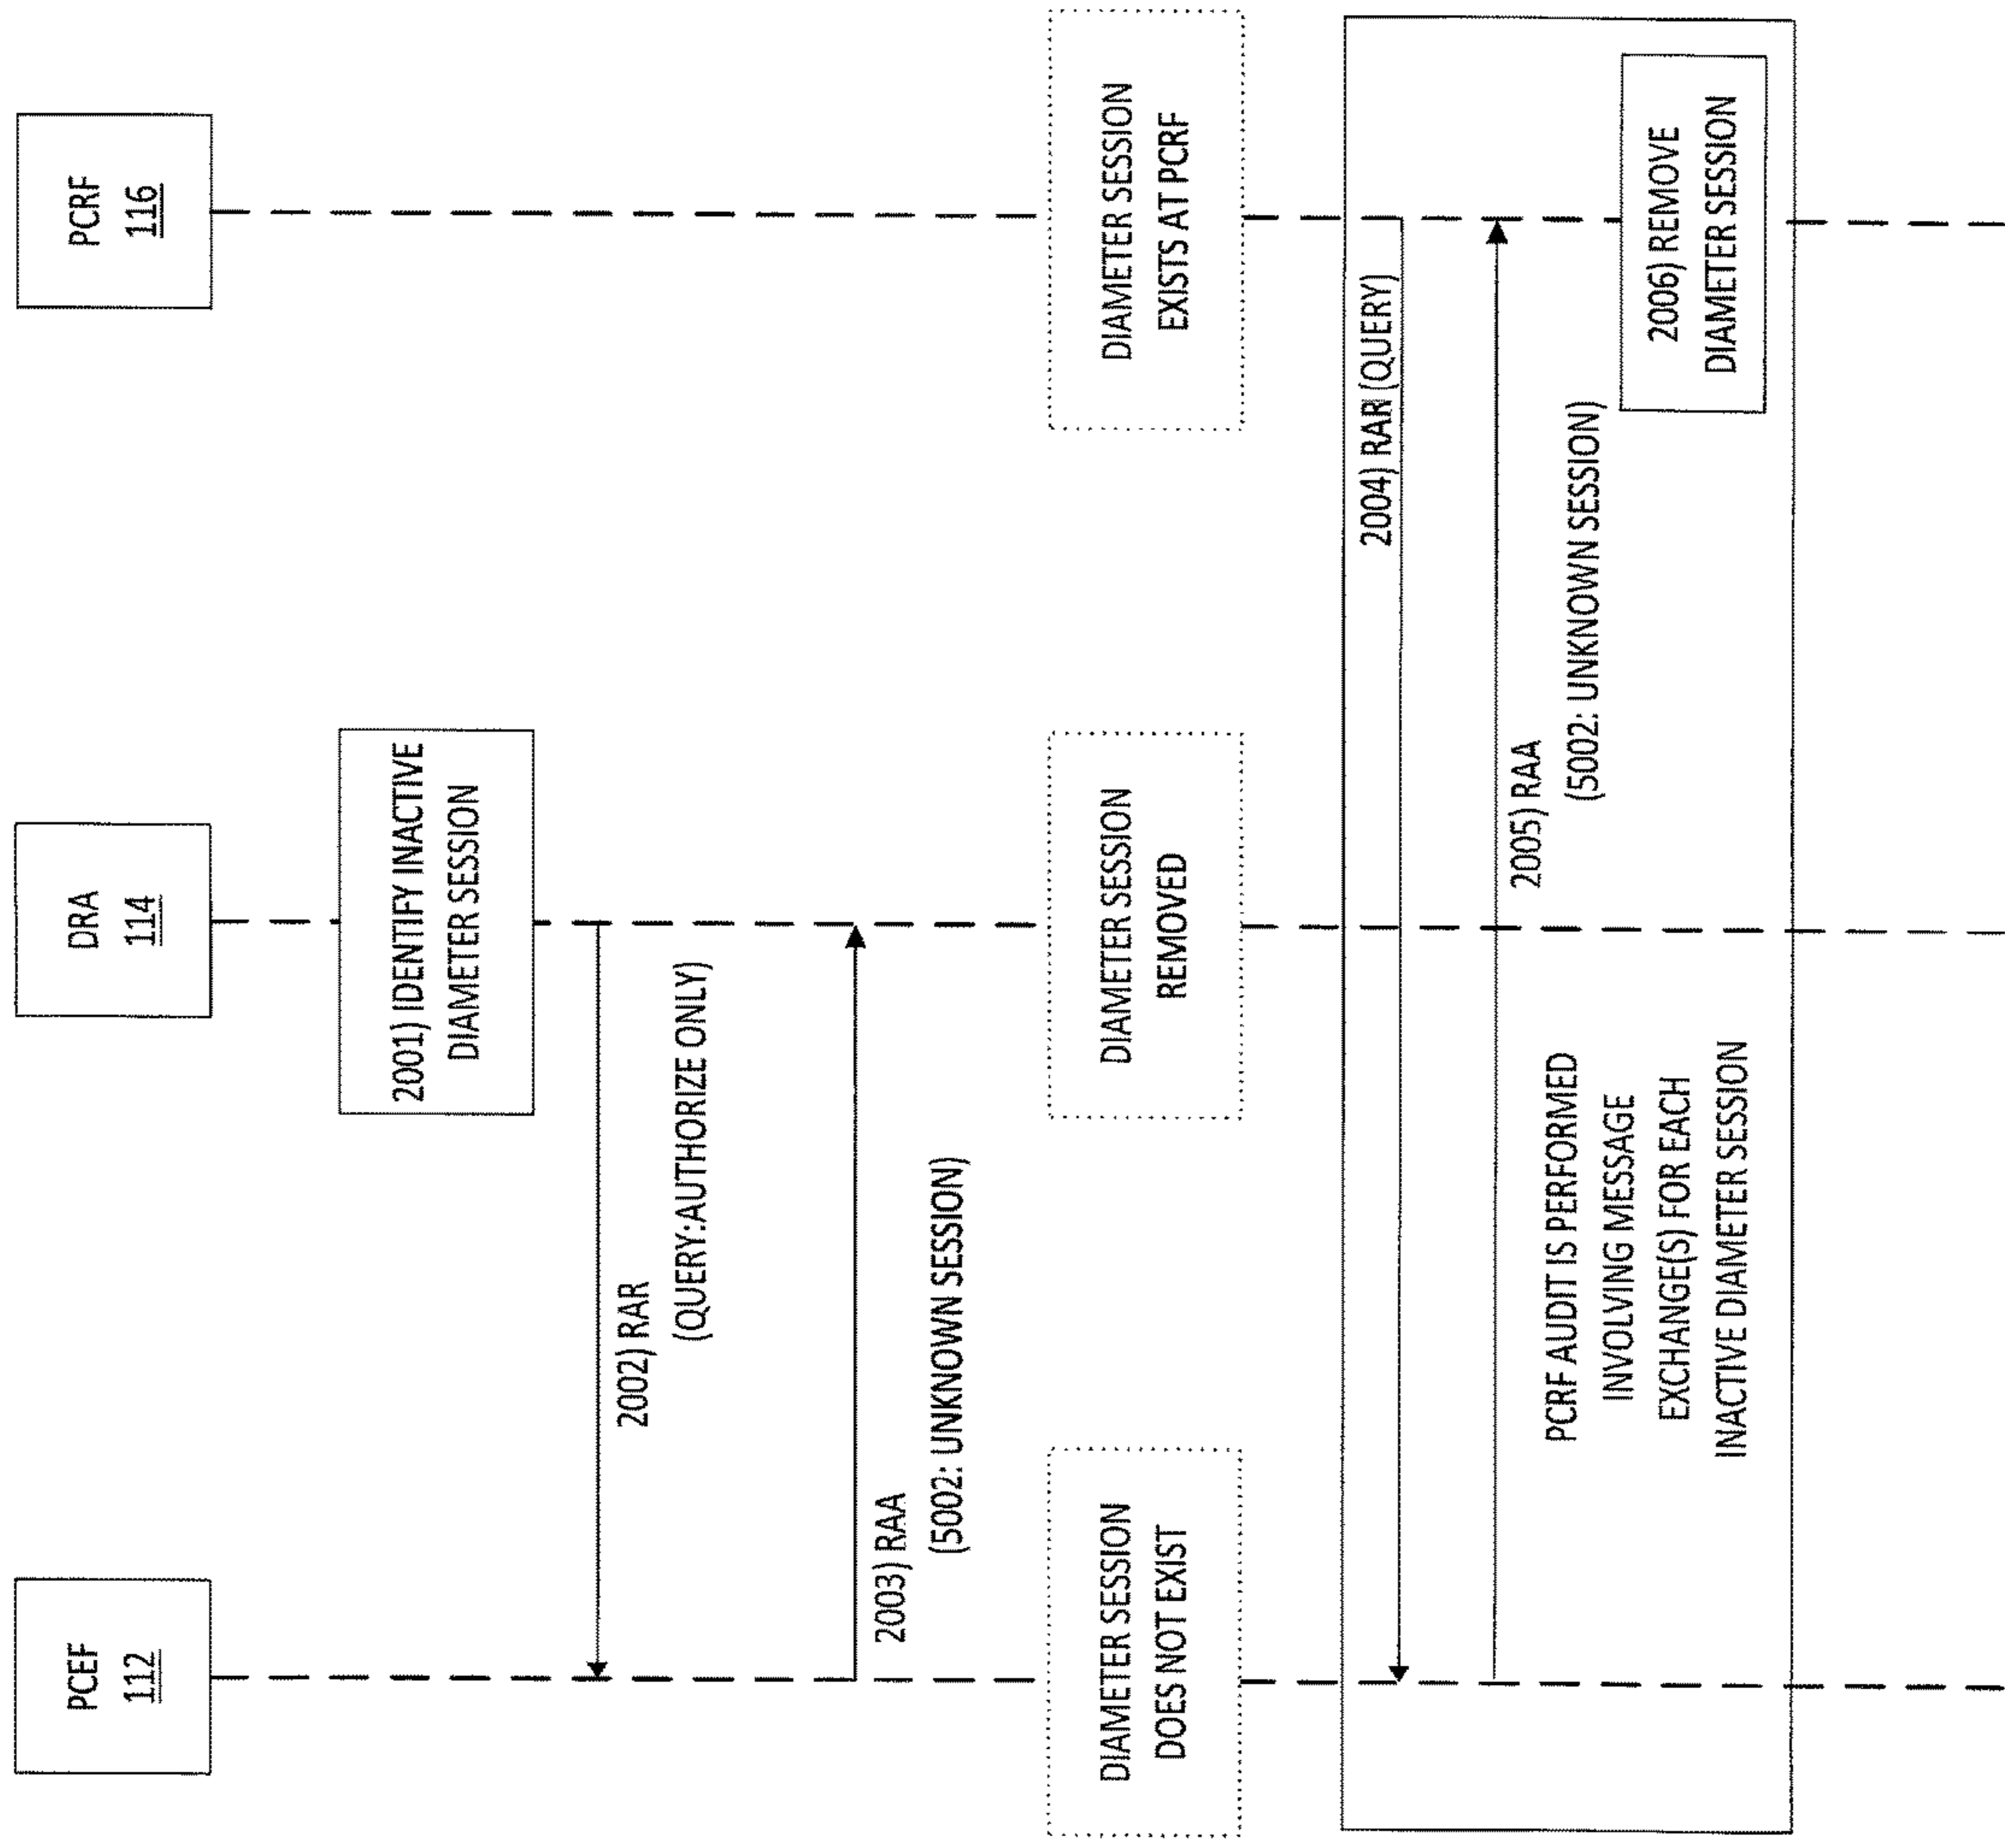 PCEF
112
DRA
114
PCRF
116
2001) IDENTIFY INACTIVE
DIAMETER SESSION
2002) RAR
(QUERY:AUTHORIZE ONLY)
2003) RAA
(5002: UNKNOWN SESSION)
DIAMETER SESSION
DOES NOT EXIST
DIAMETER SESSION
REMOVED
DIAMETER SESSION
EXISTS AT PCRF
2004) RAR (QUERY)
2005) RAA
(5002: UNKNOWN SESSION)
PCRF AUDIT IS PERFORMED
INVOLVING MESSAGE
EXCHANGE(S) FOR EACH
INACTIVE DIAMETER SESSION
2006) REMOVE
DIAMETER SESSION